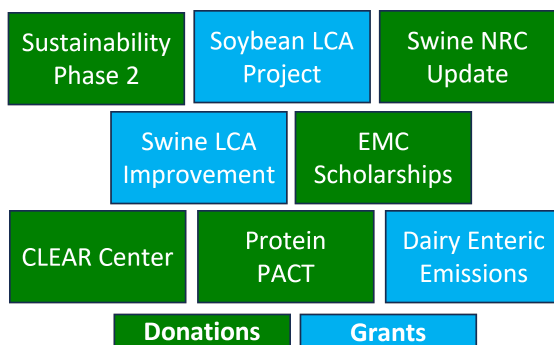 Sustainability
Phase 2
Soybean LCA
Project
Swine NRC
Update
Swine LCA
Improvement
EMC
Scholarships
CLEAR Center
Protein
PACT
Dairy Enteric
Emissions
Donations
Grants